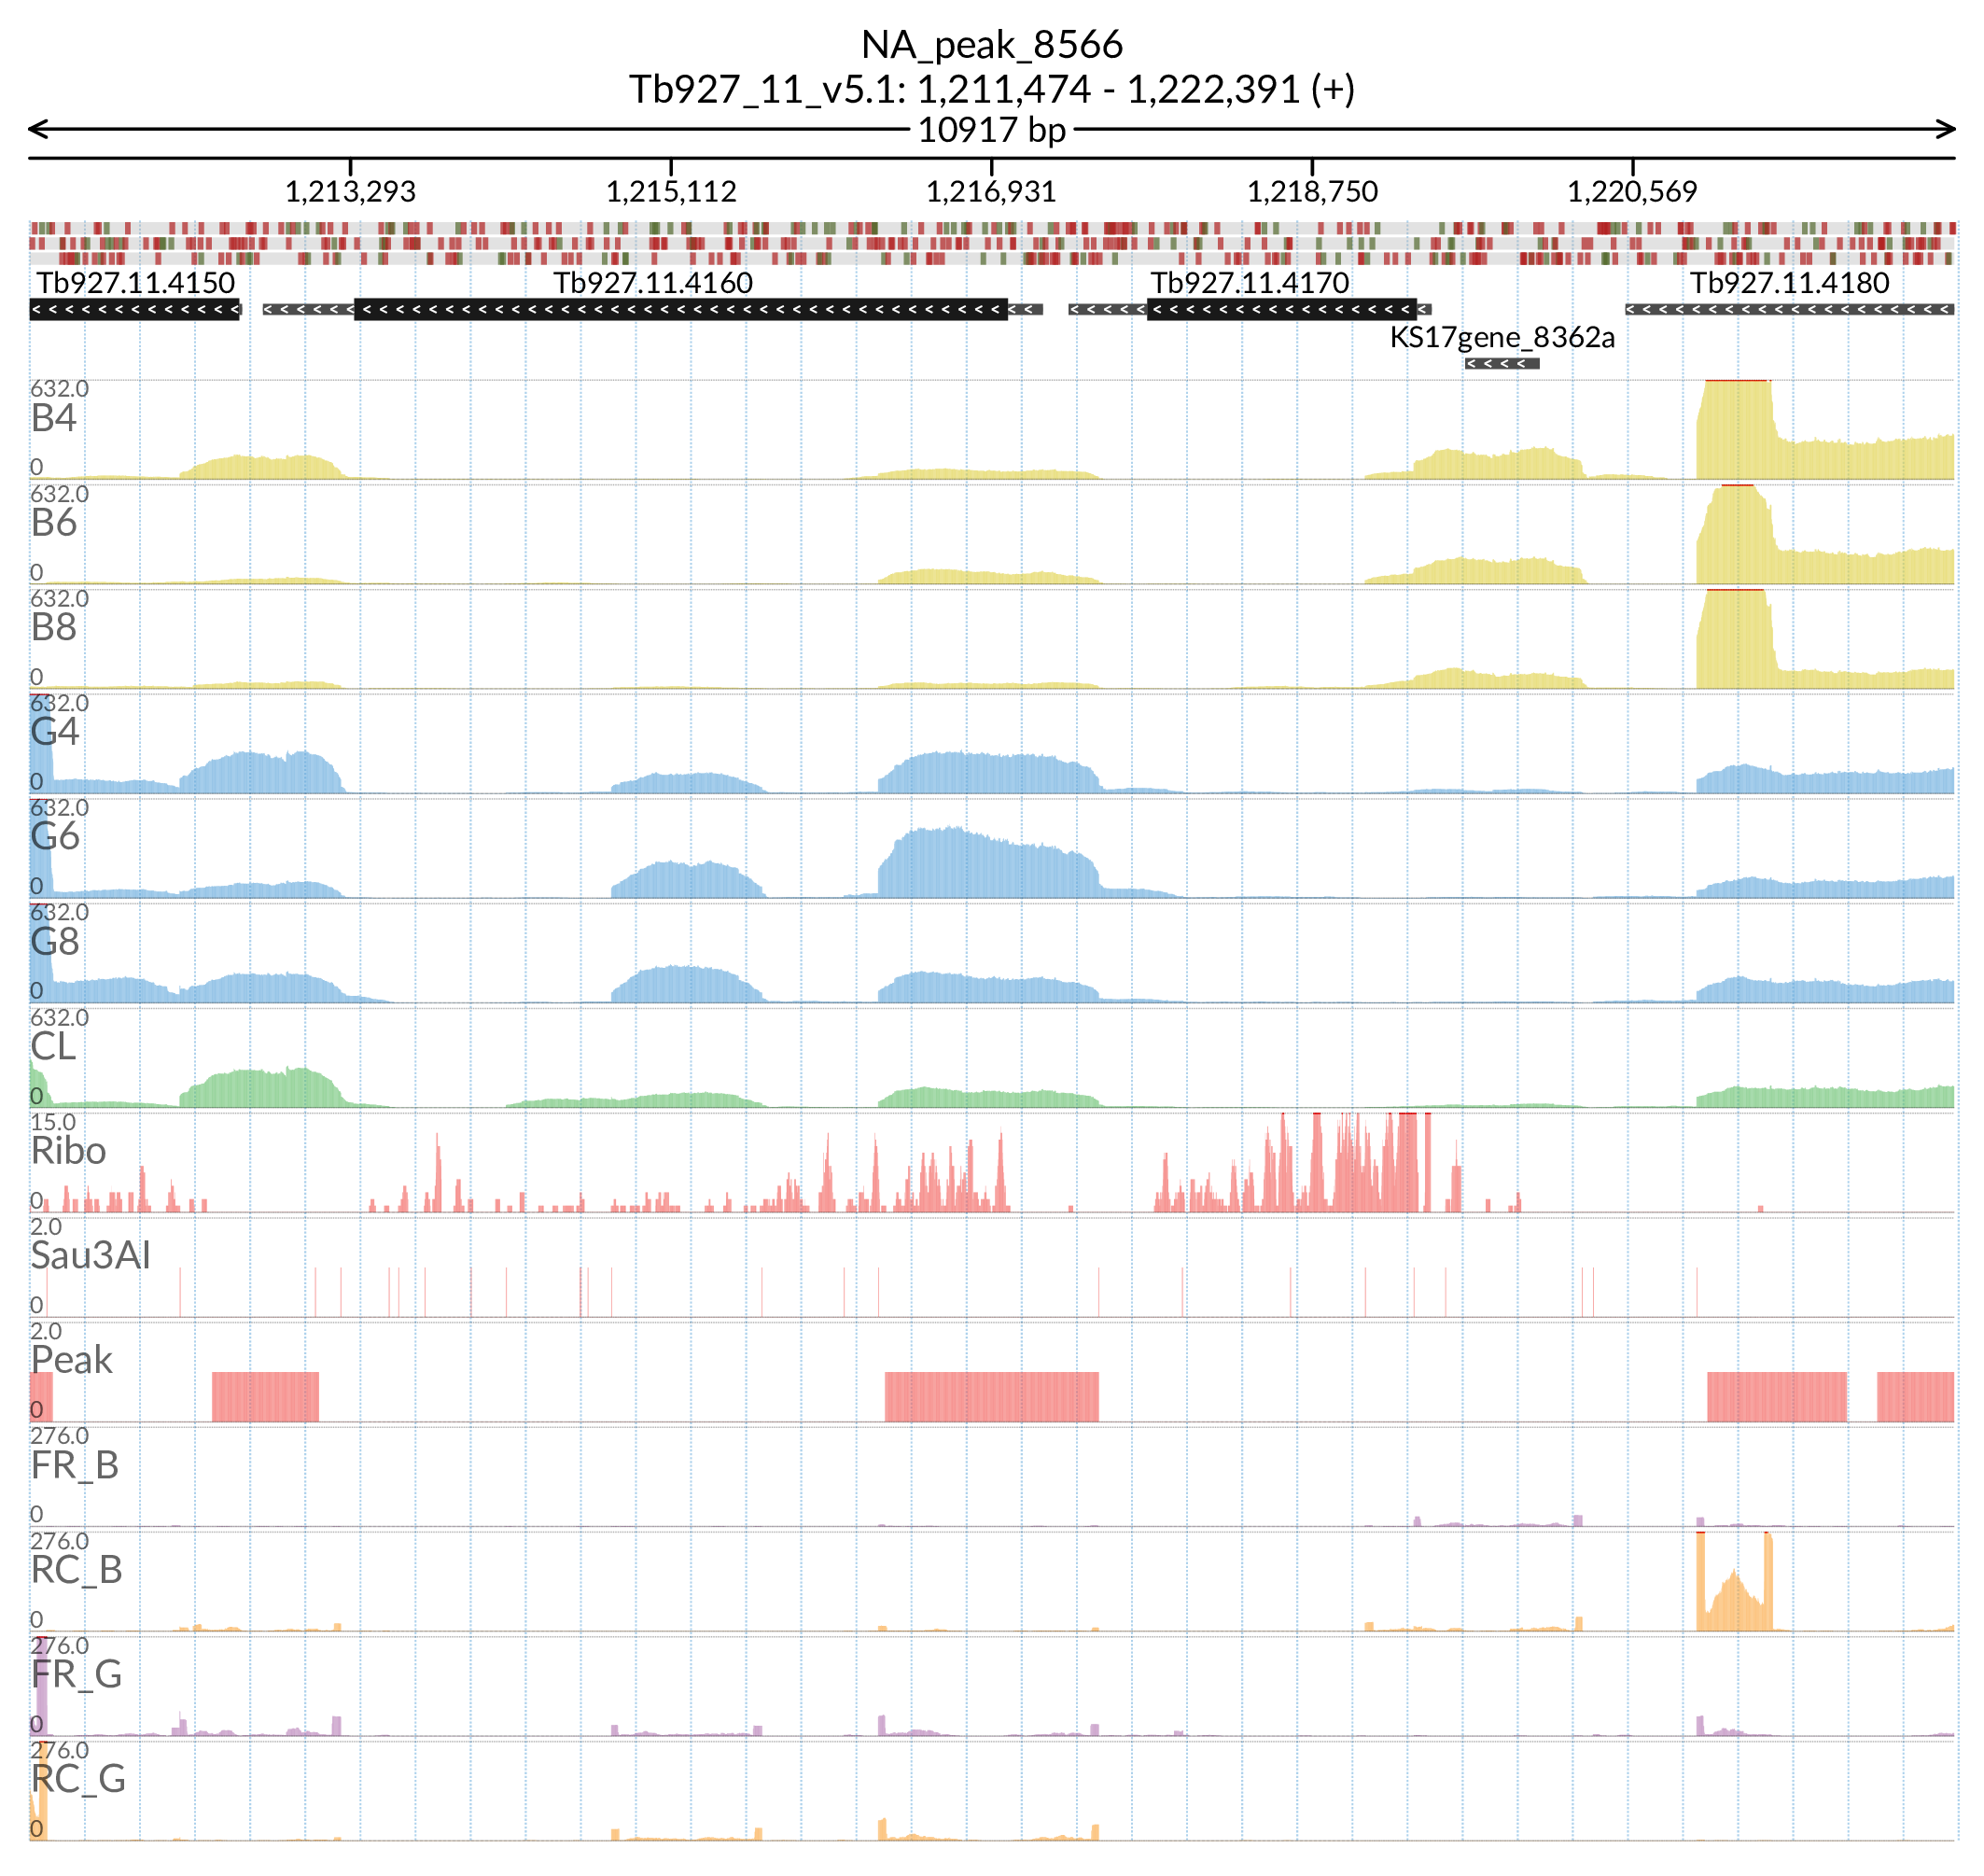 NA_peak_8566
Tb927_11_v5.1: 1,211,474 - 1,222,391 (+)
10917 bp
1,213,293 1,215,112 1,216,931 1,218,750 1,220,569
Tb927.11.4150 Tb927.11.4160 Tb927.11.4170 Tb927.11.4180
KS17gene_8362a
632.0
B4
0
632.0
B6
0
632.0
B8
0
632.0
G4
0
632.0
G6
0
632.0
G8
0
632.0
CL
0
15.0
Ribo
0
2.0
Sau3AI
0
2.0
Peak
0
276.0
FR_B
0
276.0
RC_B
0
276.0
FR_G
0
276.0
RC_G
0